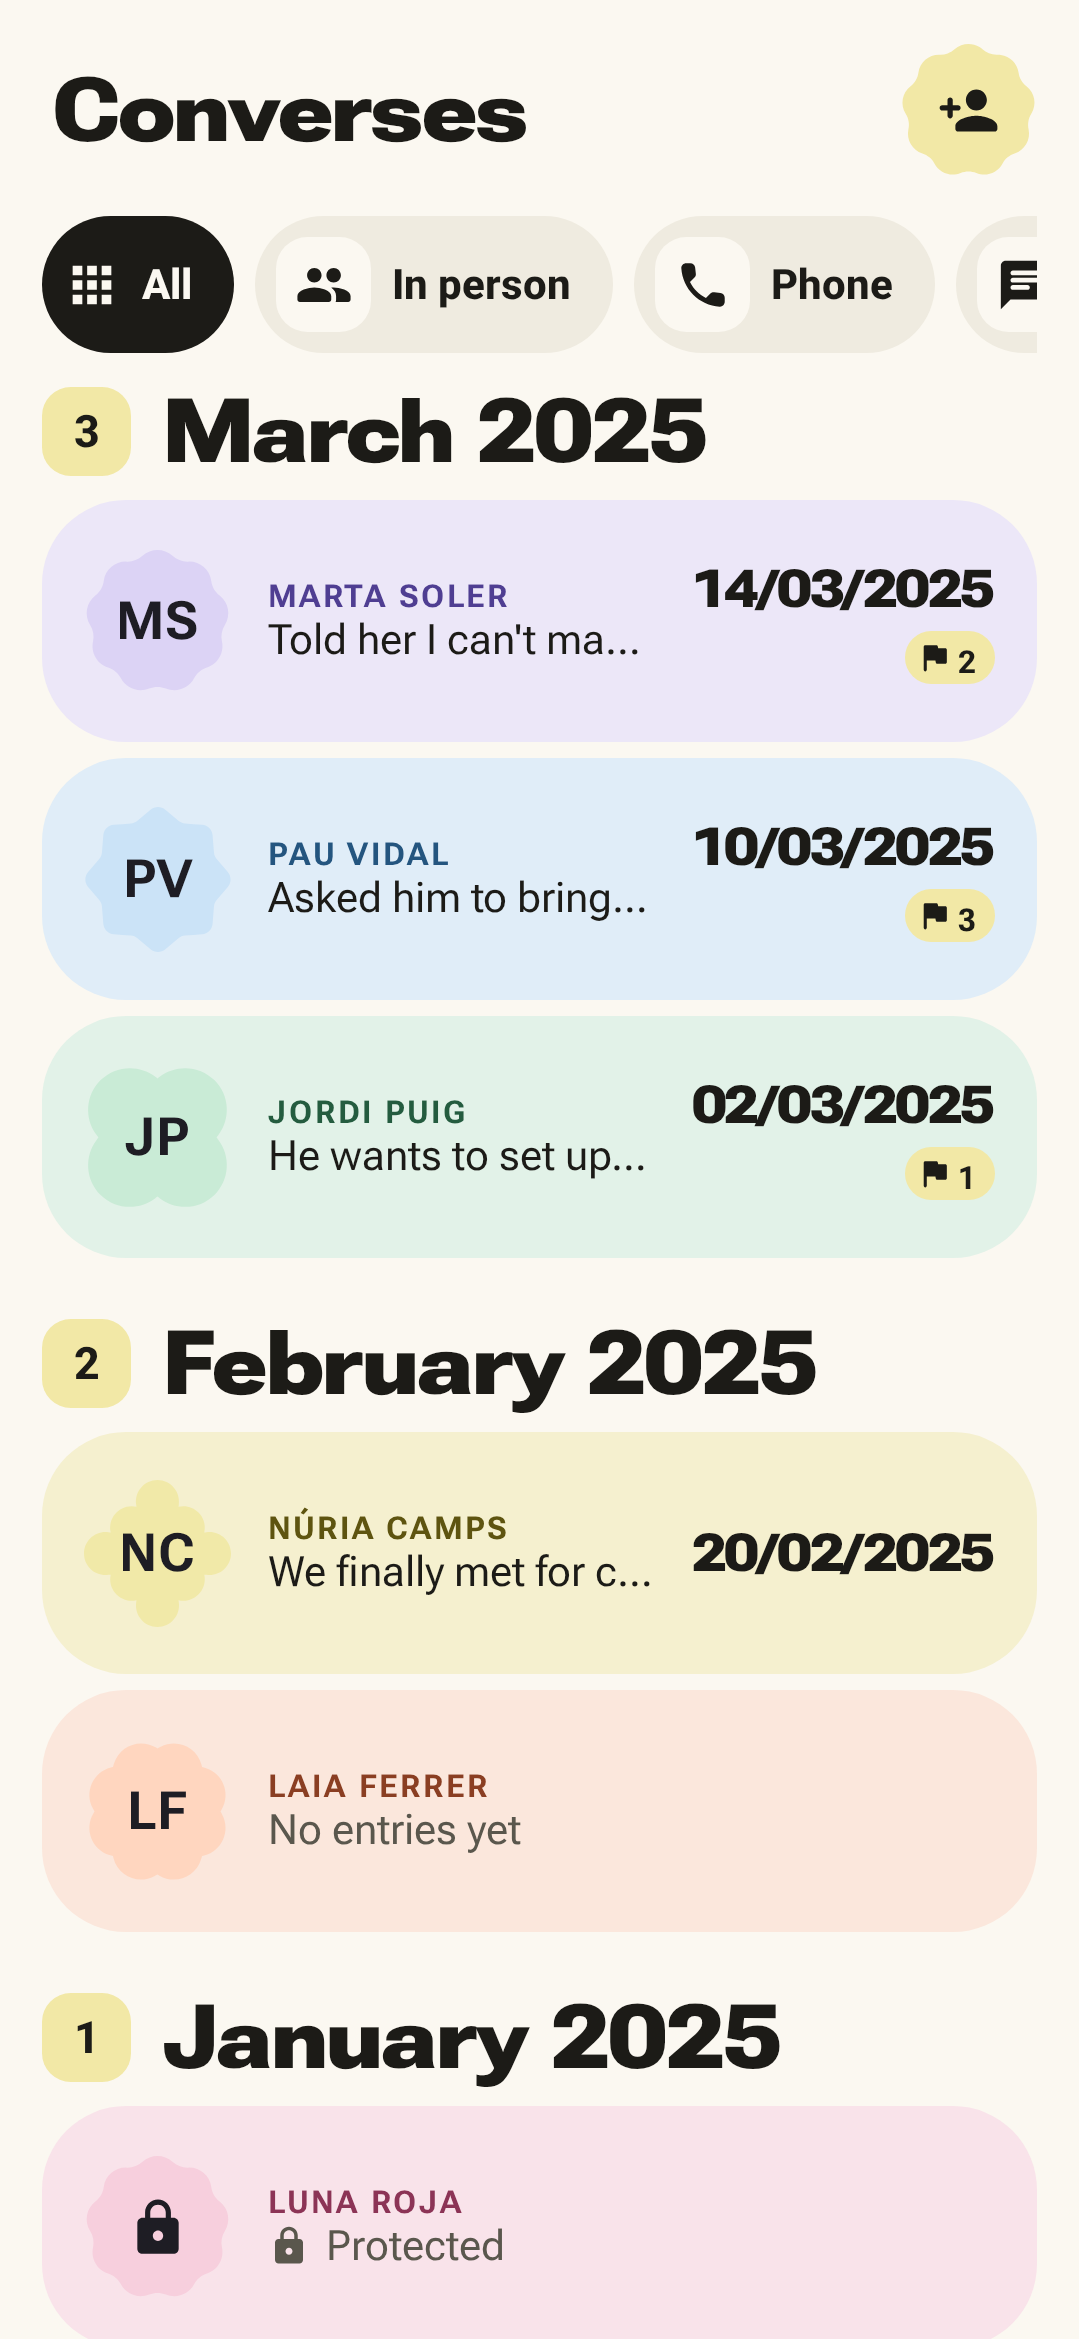 Converses
All
In person
Phone
3
March 2025
MS
MARTA SOLER
Told her I can't ma...
14/03/2025
2
PV
PAU VIDAL
Asked him to bring...
10/03/2025
3
JP
JORDI PUIG
He wants to set up...
02/03/2025
1
2
February 2025
NC
NÚRIA CAMPS
We finally met for c...
20/02/2025
LF
LAIA FERRER
No entries yet
1
January 2025
LUNA ROJA
Protected